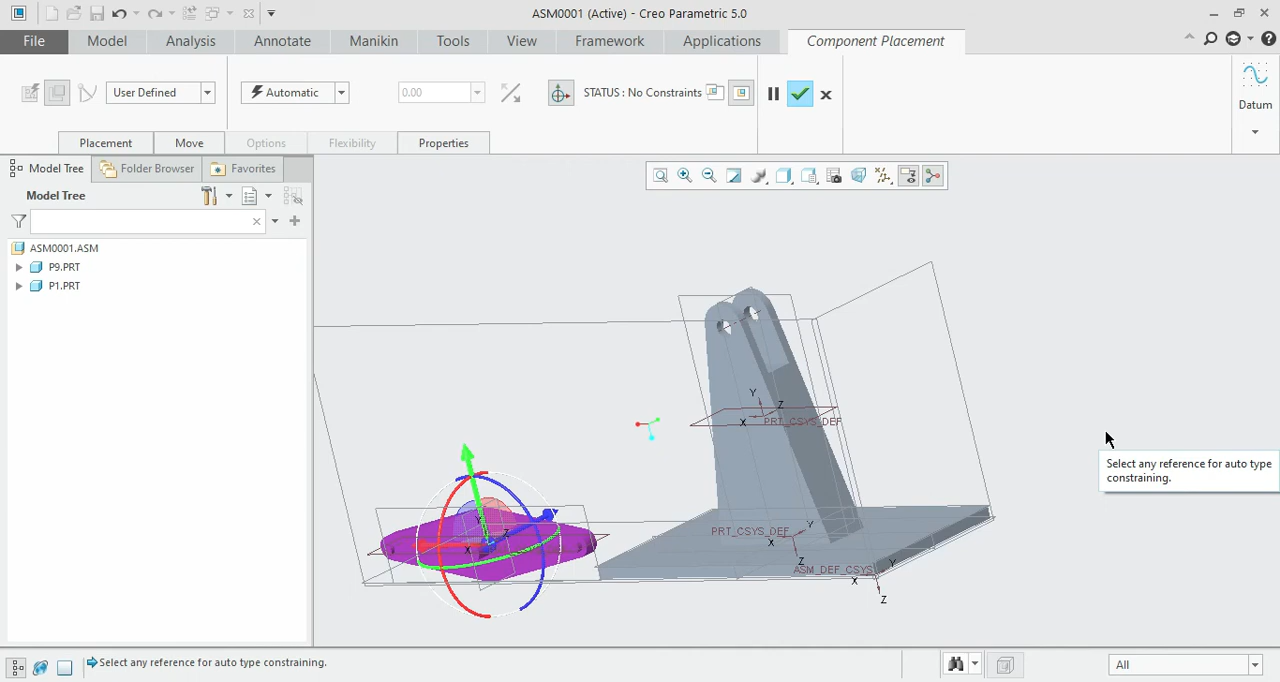 ASM0001 (Active) - Creo Parametric 5.0
File Model Analysis Annotate Manikin Tools View Framework Applications Component Placement
User Defined Automatic 0.00 STATUS : No Constraints Datum
Placement Move Options Flexibility Properties
Model Tree Folder Browser Favorites
Model Tree
ASM0001.ASM
P9.PRT
P1.PRT
Y
Z
X PRT_CSYS_DEF
Select any reference for auto type
constraining.
Y
Z
X
PRT_CSYS_DEF Y
X
Z
ASM_DEF_CSYS Y
X
Z
Select any reference for auto type constraining.
All